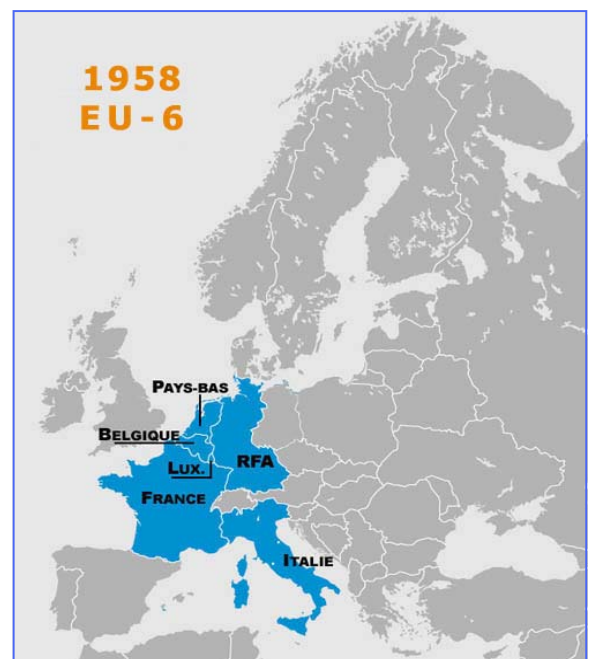 1958
EU-6
PAYS-BAS
BELGIQUE
LUX.
RFA
FRANCE
ITALIE